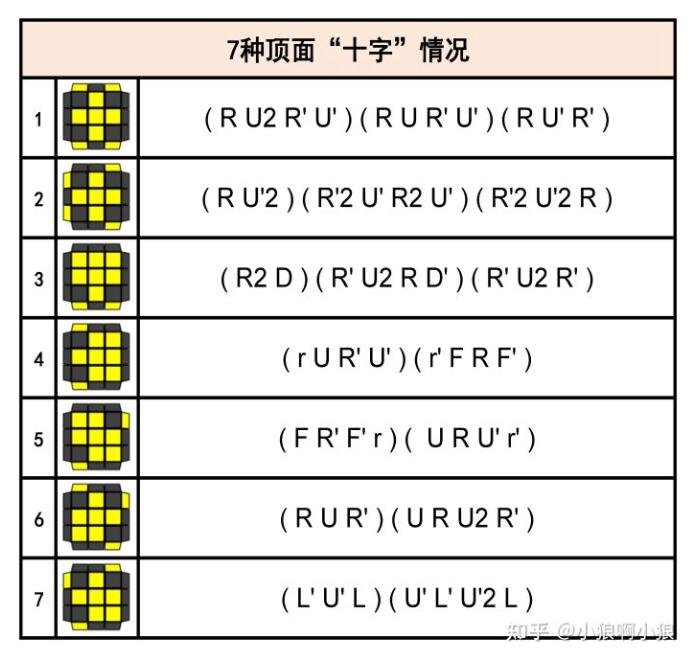 7种顶面“十字”情况
1 ( R U2 R' U' ) ( R U R' U' ) ( R U' R' )
2 ( R U'2 ) ( R'2 U' R2 U' ) ( R'2 U'2 R )
3 ( R2 D ) ( R' U2 R D' ) ( R' U2 R' )
4 ( r U R' U' ) ( r' F R F' )
5 ( F R' F' r ) ( U R U' r' )
6 ( R U R' ) ( U R U2 R' )
7 ( L' U' L ) ( U' L' U'2 L )
知乎 @小狼啊小狼